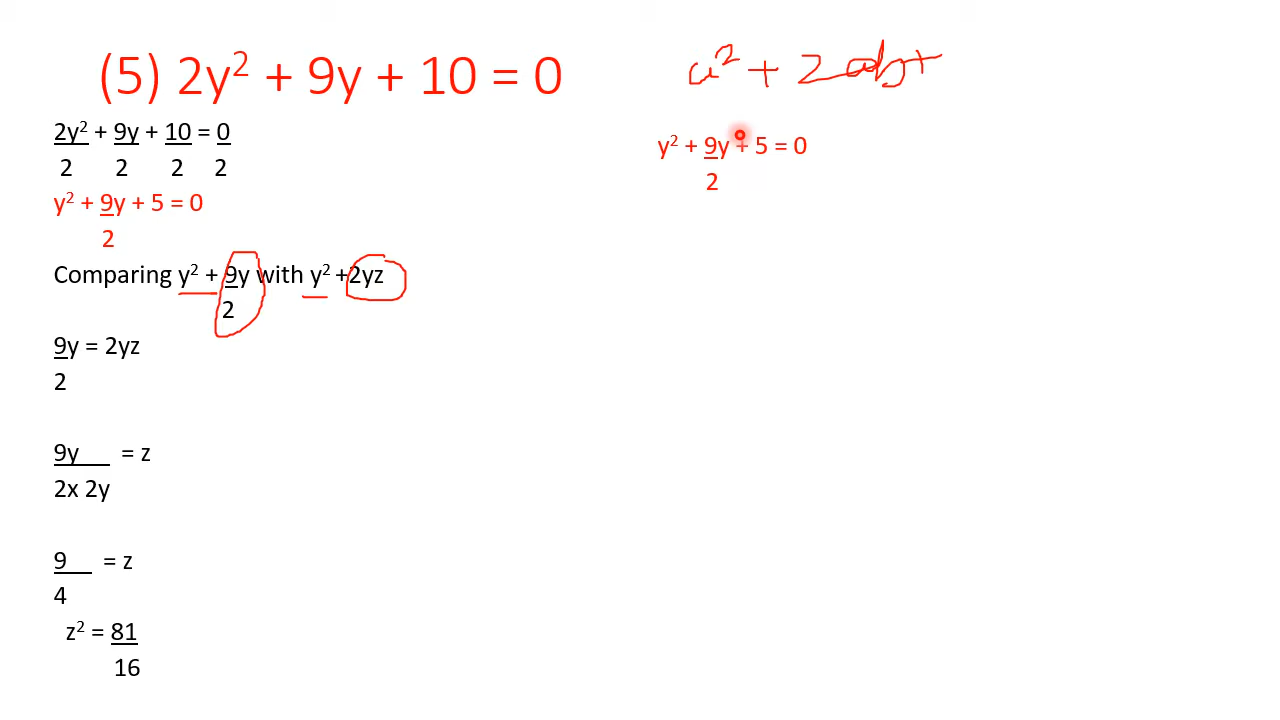 (5) 2y² + 9y + 10 = 0
2y² + 9y + 10 = 0
2 2 2 2
y² + 9y + 5 = 0
2
Comparing y² + 9y with y² +2yz
2
9y = 2yz
2
9y = z
2x 2y
9 = z
4
z² = 81
16
a² + 2ab+
y² + 9y + 5 = 0
2